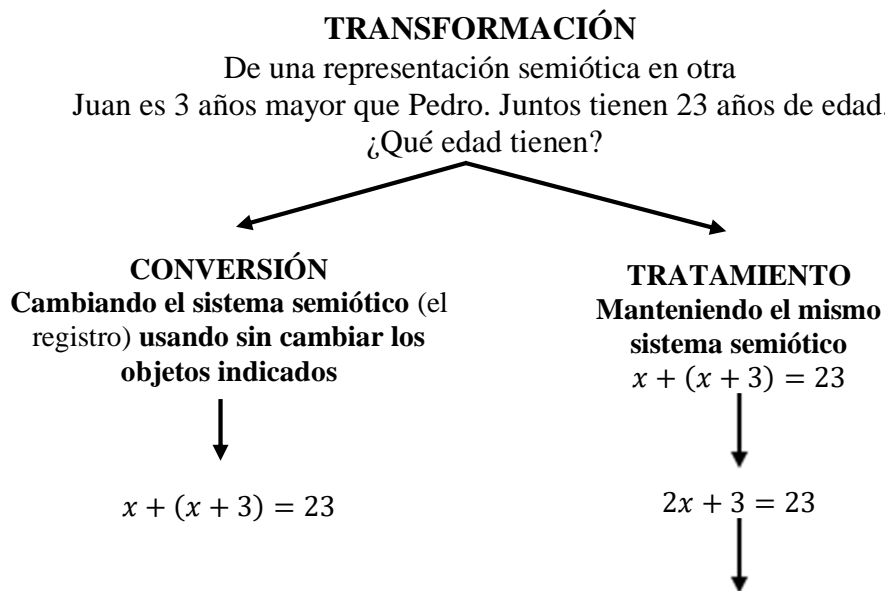 TRANSFORMACIÓN
De una representación semiótica en otra
Juan es 3 años mayor que Pedro. Juntos tienen 23 años de edad.
¿Qué edad tienen?
CONVERSIÓN
Cambiando el sistema semiótico (el
registro) usando sin cambiar los
objetos indicados
x + (x + 3) = 23
TRATAMIENTO
Manteniendo el mismo
sistema semiótico
x + (x + 3) = 23
2x + 3 = 23